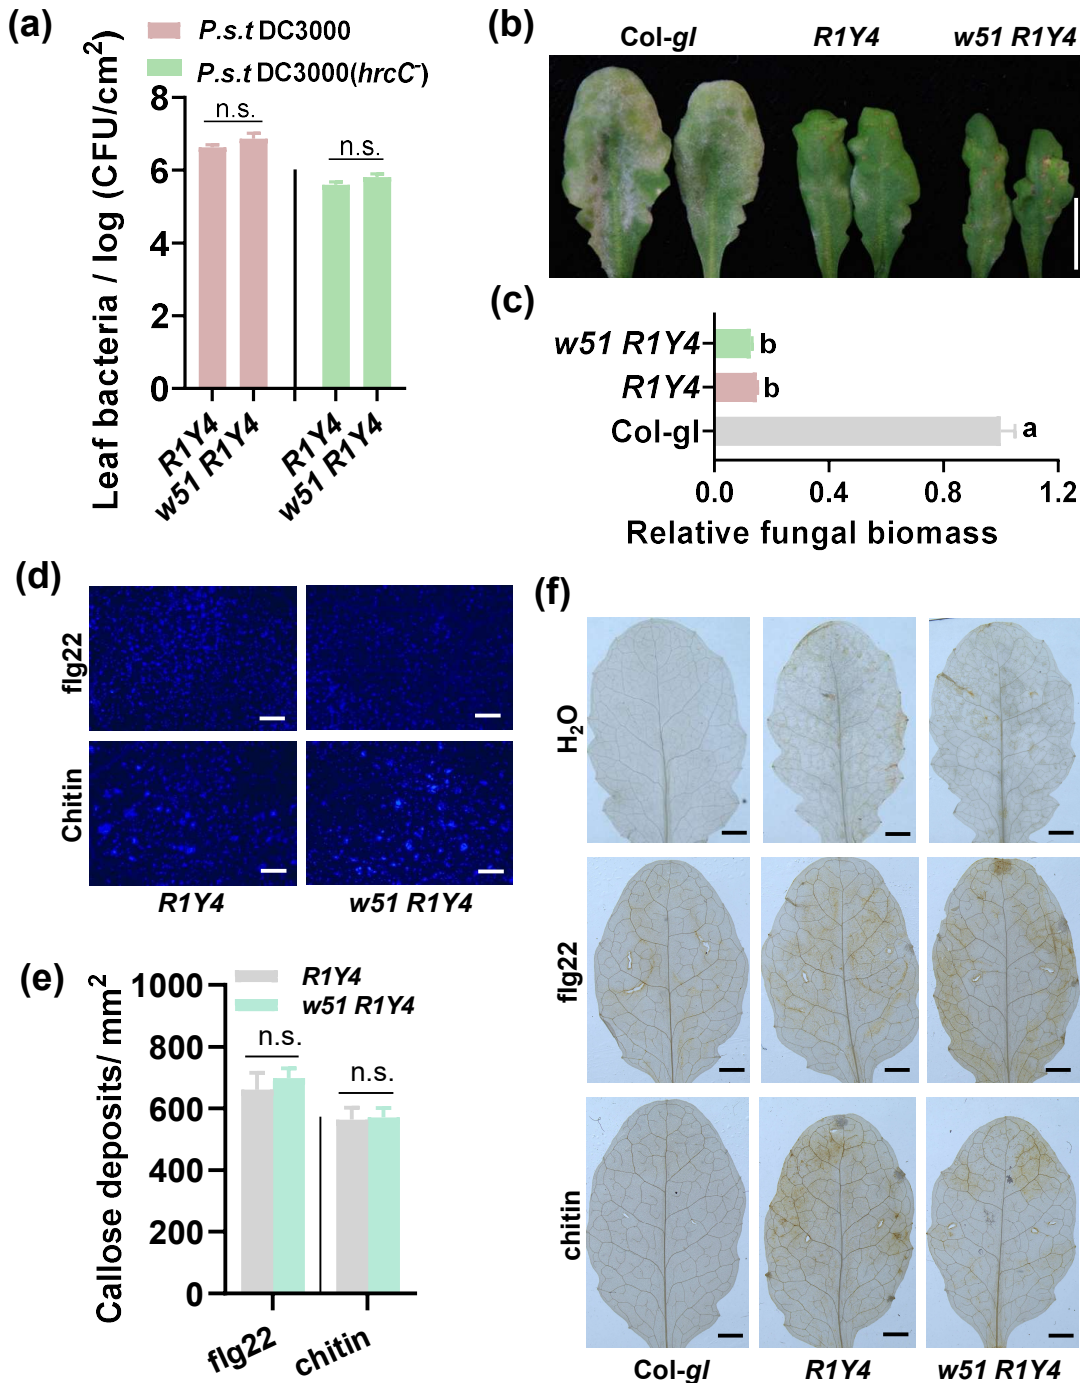 (a)
P.s.t DC3000
P.s.t DC3000(hrcC⁻)
Leaf bacteria / log (CFU/cm²)
8
6
4
2
0
n.s.
n.s.
R1Y4
w51 R1Y4
R1Y4
w51 R1Y4
(b)
Col-gl
R1Y4
w51 R1Y4
(c)
w51 R1Y4
b
R1Y4
b
Col-gl
a
0.0
0.4
0.8
1.2
Relative fungal biomass
(d)
flg22
Chitin
R1Y4
w51 R1Y4
(e)
R1Y4
w51 R1Y4
Callose deposits/ mm²
1000
800
600
400
200
0
n.s.
n.s.
flg22
chitin
(f)
H₂O
flg22
chitin
Col-gl
R1Y4
w51 R1Y4